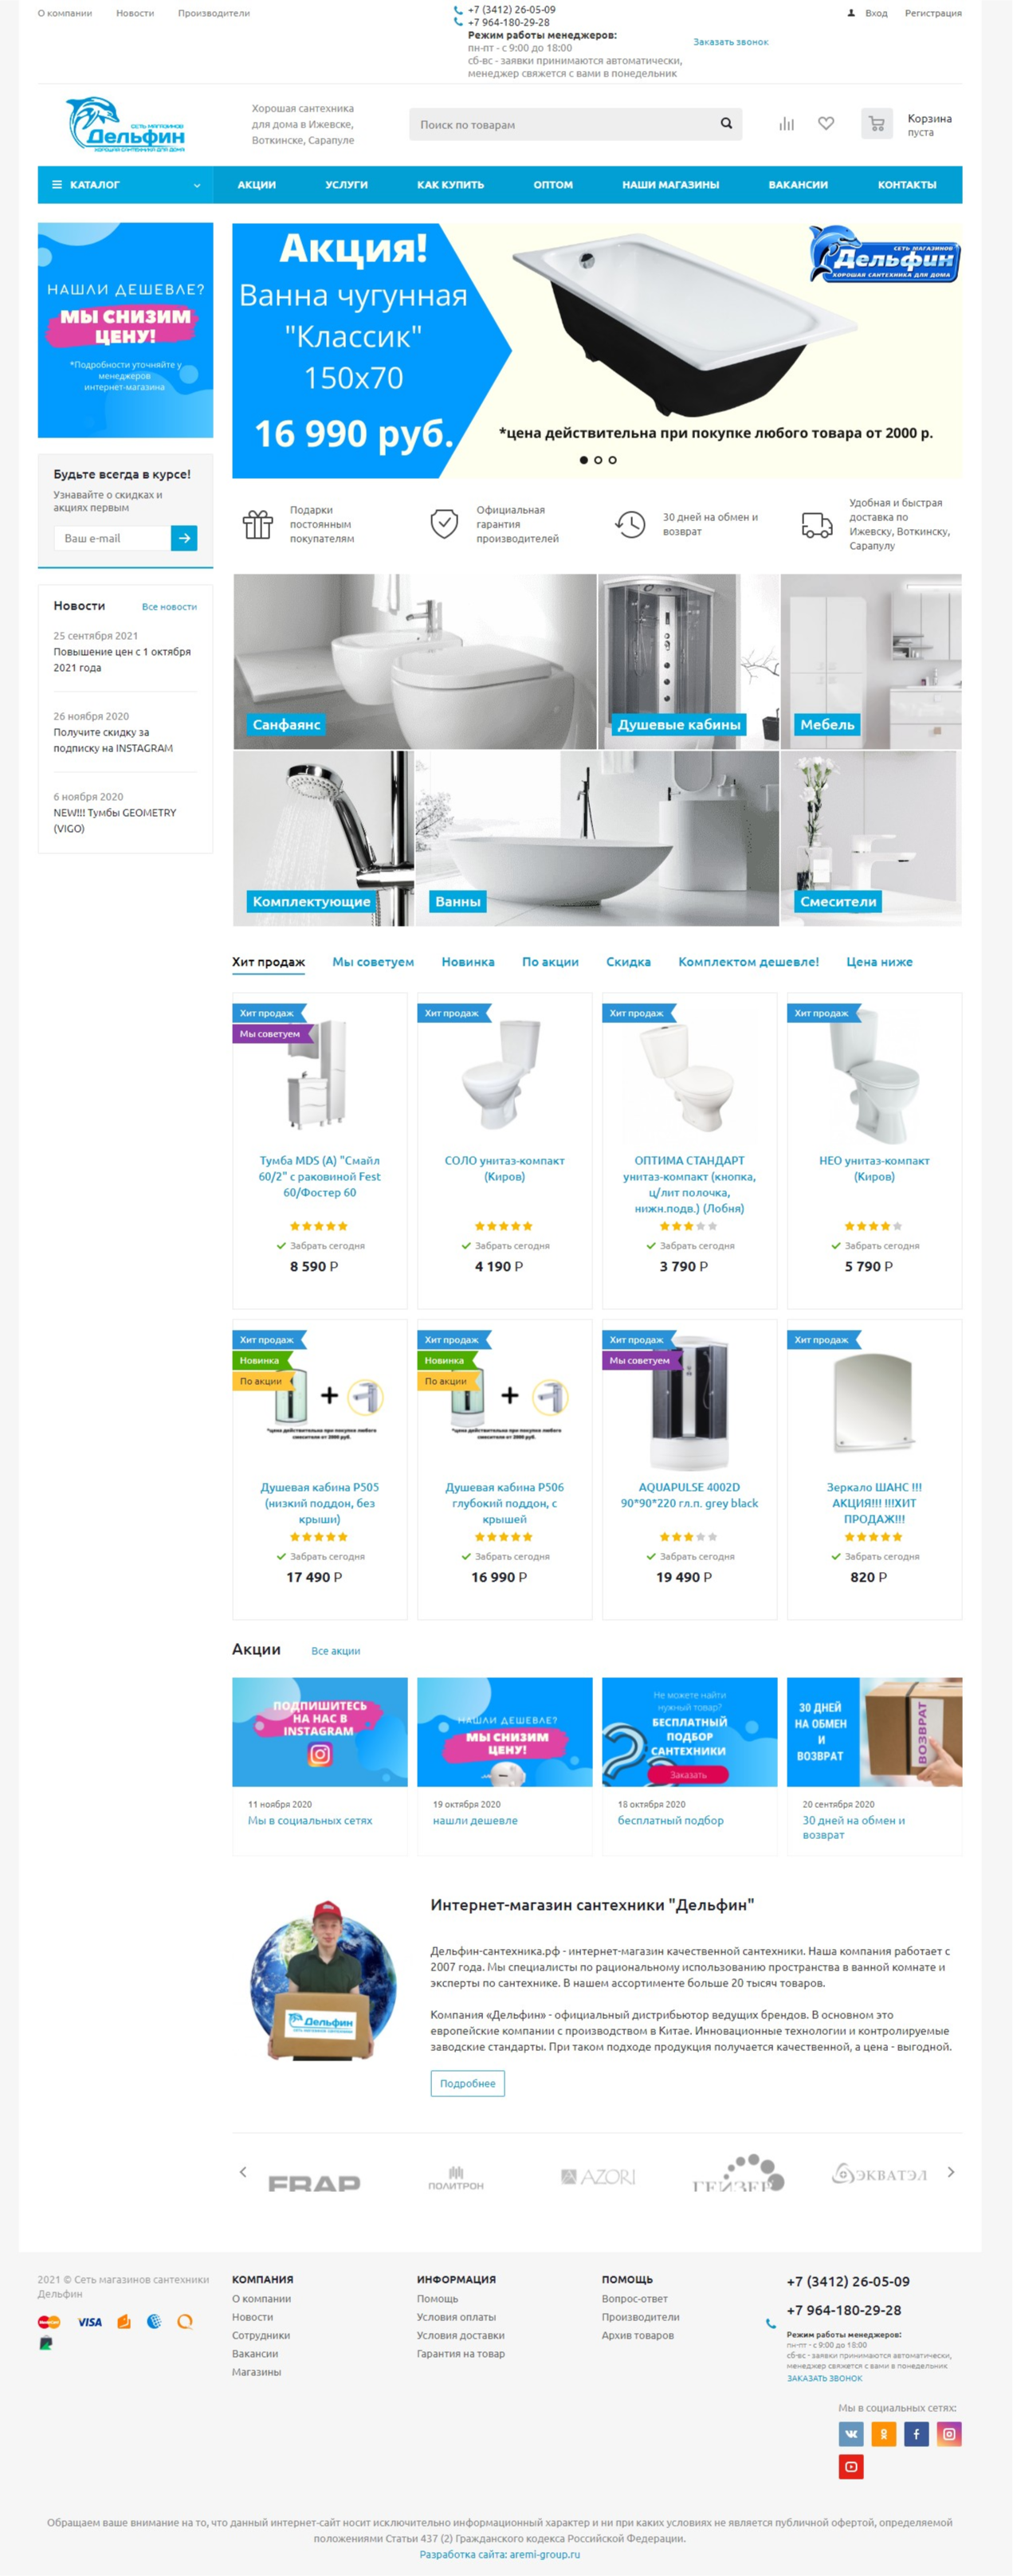 О компании
Новости
Производители
+7 (3412) 26-05-09
+7 964-180-29-28
Режим работы менеджеров:
пн-пт - с 9:00 до 18:00
сб-вс - заявки принимаются автоматически,
менеджер свяжется с вами в понедельник
Заказать звонок
Вход
Регистрация
СЕТЬ МАГАЗИНОВ
Дельфин
ХОРОШАЯ САНТЕХНИКА ДЛЯ ДОМА
Хорошая сантехника
для дома в Ижевске,
Воткинске, Сарапуле
Поиск по товарам
Корзина
пуста
КАТАЛОГ
АКЦИИ
УСЛУГИ
КАК КУПИТЬ
ОПТОМ
НАШИ МАГАЗИНЫ
ВАКАНСИИ
КОНТАКТЫ
НАШЛИ ДЕШЕВЛЕ?
МЫ СНИЗИМ
ЦЕНУ!
*Подробности уточняйте у
менеджеров
интернет-магазина
Акция!
Ванна чугунная
"Классик"
150х70
16 990 руб.
СЕТЬ МАГАЗИНОВ
Дельфин
ХОРОШАЯ САНТЕХНИКА ДЛЯ ДОМА
*цена действительна при покупке любого товара от 2000 р.
Будьте всегда в курсе!
Узнавайте о скидках и
акциях первым
Ваш e-mail
Новости
Все новости
25 сентября 2021
Повышение цен с 1 октября
2021 года
26 ноября 2020
Получите скидку за
подписку на INSTAGRAM
6 ноября 2020
NEW!!! Тумбы GEOMETRY
(VIGO)
Подарки
постоянным
покупателям
Официальная
гарантия
производителей
30 дней на обмен и
возврат
Удобная и быстрая
доставка по
Ижевску, Воткинску,
Сарапулу
Санфаянс
Душевые кабины
Мебель
Комплектующие
Ванны
Смесители
Хит продаж
Мы советуем
Новинка
По акции
Скидка
Комплектом дешевле!
Цена ниже
Хит продаж
Мы советуем
Тумба MDS (А) "Смайл
60/2" с раковиной Fest
60/Фостер 60
Забрать сегодня
8 590 Р
Хит продаж
СОЛО унитаз-компакт
(Киров)
Забрать сегодня
4 190 Р
Хит продаж
ОПТИМА СТАНДАРТ
унитаз-компакт (кнопка,
ц/лит полочка,
нижн.подв.) (Лобня)
Забрать сегодня
3 790 Р
Хит продаж
НЕО унитаз-компакт
(Киров)
Забрать сегодня
5 790 Р
Хит продаж
Новинка
По акции
+
*цена действительна при покупке любого
смесителя от 2000 руб.
Душевая кабина P505
(низкий поддон, без
крыши)
Забрать сегодня
17 490 Р
Хит продаж
Новинка
По акции
+
*цена действительна при покупке любого
смесителя от 2000 руб.
Душевая кабина P506
глубокий поддон, с
крышей
Забрать сегодня
16 990 Р
Хит продаж
Мы советуем
AQUAPULSE 4002D
90*90*220 гл.п. grey black
Забрать сегодня
19 490 Р
Хит продаж
Зеркало ШАНС !!!
АКЦИЯ!!! !!!ХИТ
ПРОДАЖ!!!
Забрать сегодня
820 Р
Акции
Все акции
ПОДПИШИТЕСЬ
НА НАС В
INSTAGRAM
11 ноября 2020
Мы в социальных сетях
НАШЛИ ДЕШЕВЛЕ?
МЫ СНИЗИМ
ЦЕНУ!
19 октября 2020
нашли дешевле
Не можете найти
нужный товар?
БЕСПЛАТНЫЙ
ПОДБОР
САНТЕХНИКИ
Заказать
18 октября 2020
бесплатный подбор
30 ДНЕЙ
НА ОБМЕН
И
ВОЗВРАТ
ВОЗВРАТ
20 сентября 2020
30 дней на обмен и
возврат
Дельфин
Интернет-магазин сантехники "Дельфин"
Дельфин-сантехника.рф - интернет-магазин качественной сантехники. Наша компания работает с
2007 года. Мы специалисты по рациональному использованию пространства в ванной комнате и
эксперты по сантехнике. В нашем ассортименте больше 20 тысяч товаров.
Компания «Дельфин» - официальный дистрибьютор ведущих брендов. В основном это
европейские компании с производством в Китае. Инновационные технологии и контролируемые
заводские стандарты. При таком подходе продукция получается качественной, а цена - выгодной.
Подробнее
FRAP
ПОЛИТРОН
AZORI
ГЕЙЗЕР
ЭКВАТЭЛ
2021 © Сеть магазинов сантехники
Дельфин
VISA
КОМПАНИЯ
О компании
Новости
Сотрудники
Вакансии
Магазины
ИНФОРМАЦИЯ
Помощь
Условия оплаты
Условия доставки
Гарантия на товар
ПОМОЩЬ
Вопрос-ответ
Производители
Архив товаров
+7 (3412) 26-05-09
+7 964-180-29-28
Режим работы менеджеров:
пн-пт - с 9:00 до 18:00
сб-вс - заявки принимаются автоматически,
менеджер свяжется с вами в понедельник
ЗАКАЗАТЬ ЗВОНОК
Мы в социальных сетях:
Обращаем ваше внимание на то, что данный интернет-сайт носит исключительно информационный характер и ни при каких условиях не является публичной офертой, определяемой
положениями Статьи 437 (2) Гражданского кодекса Российской Федерации.
Разработка сайта: aremi-group.ru